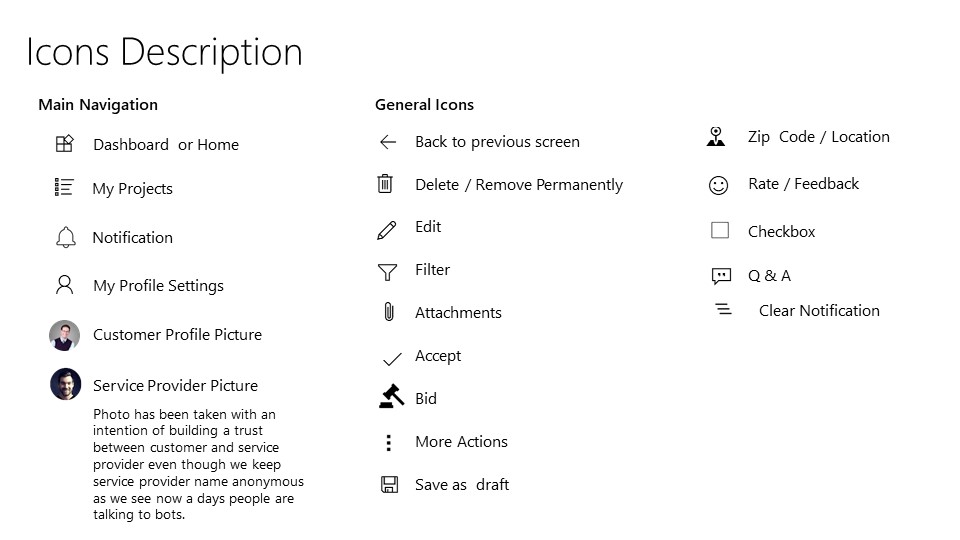 Icons Description
Main Navigation
Dashboard  or Home
My Projects
Notification
My Profile Settings
Customer Profile Picture
Service Provider Picture
Photo has been taken with an
intention of building a trust
between customer and service
provider even though we keep
service provider name anonymous
as we see now a days people are
talking to bots.
General Icons
Back to previous screen
Delete / Remove Permanently
Edit
Filter
Attachments
Accept
Bid
More Actions
Save as  draft
Zip  Code / Location
Rate / Feedback
Checkbox
Q & A
Clear Notification